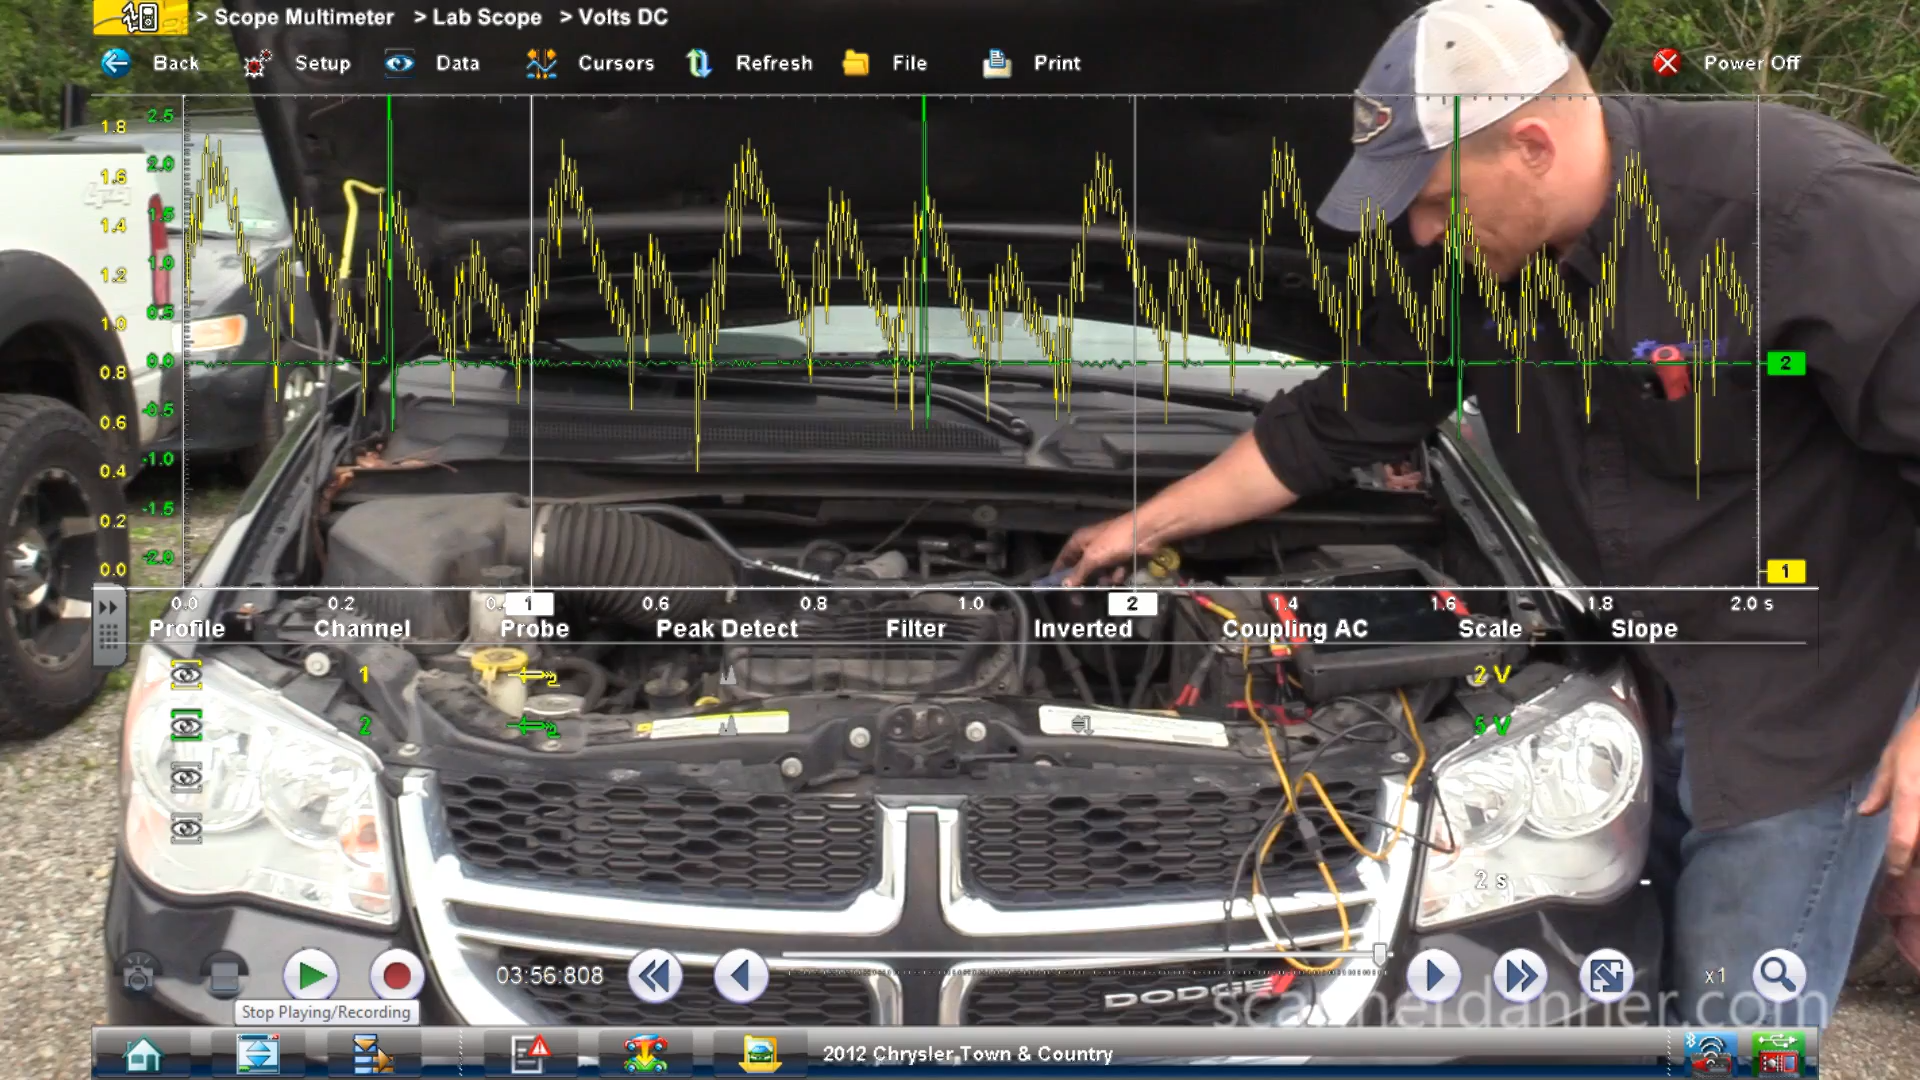 > Scope Multimeter > Lab Scope > Volts DC
Back Setup Data Cursors Refresh File Print Power Off
2.5
1.8
2.0
1.6
1.5
1.4
1.0
1.2
0.5
1.0
0.0 2
0.8
-0.5
0.6
-1.0
0.4
-1.5
0.2
-2.0
0.0 1
0.0 0.2 1 0.6 0.8 1.0 2 1.4 1.6 1.8 2.0 s
Profile Channel Probe Peak Detect Filter Inverted Coupling AC Scale Slope
1 2 V
2 5 V
2 s -
03:56:808 x1
DODGE
scannerdanner.com
Stop Playing/Recording
2012 Chrysler,Town & Country